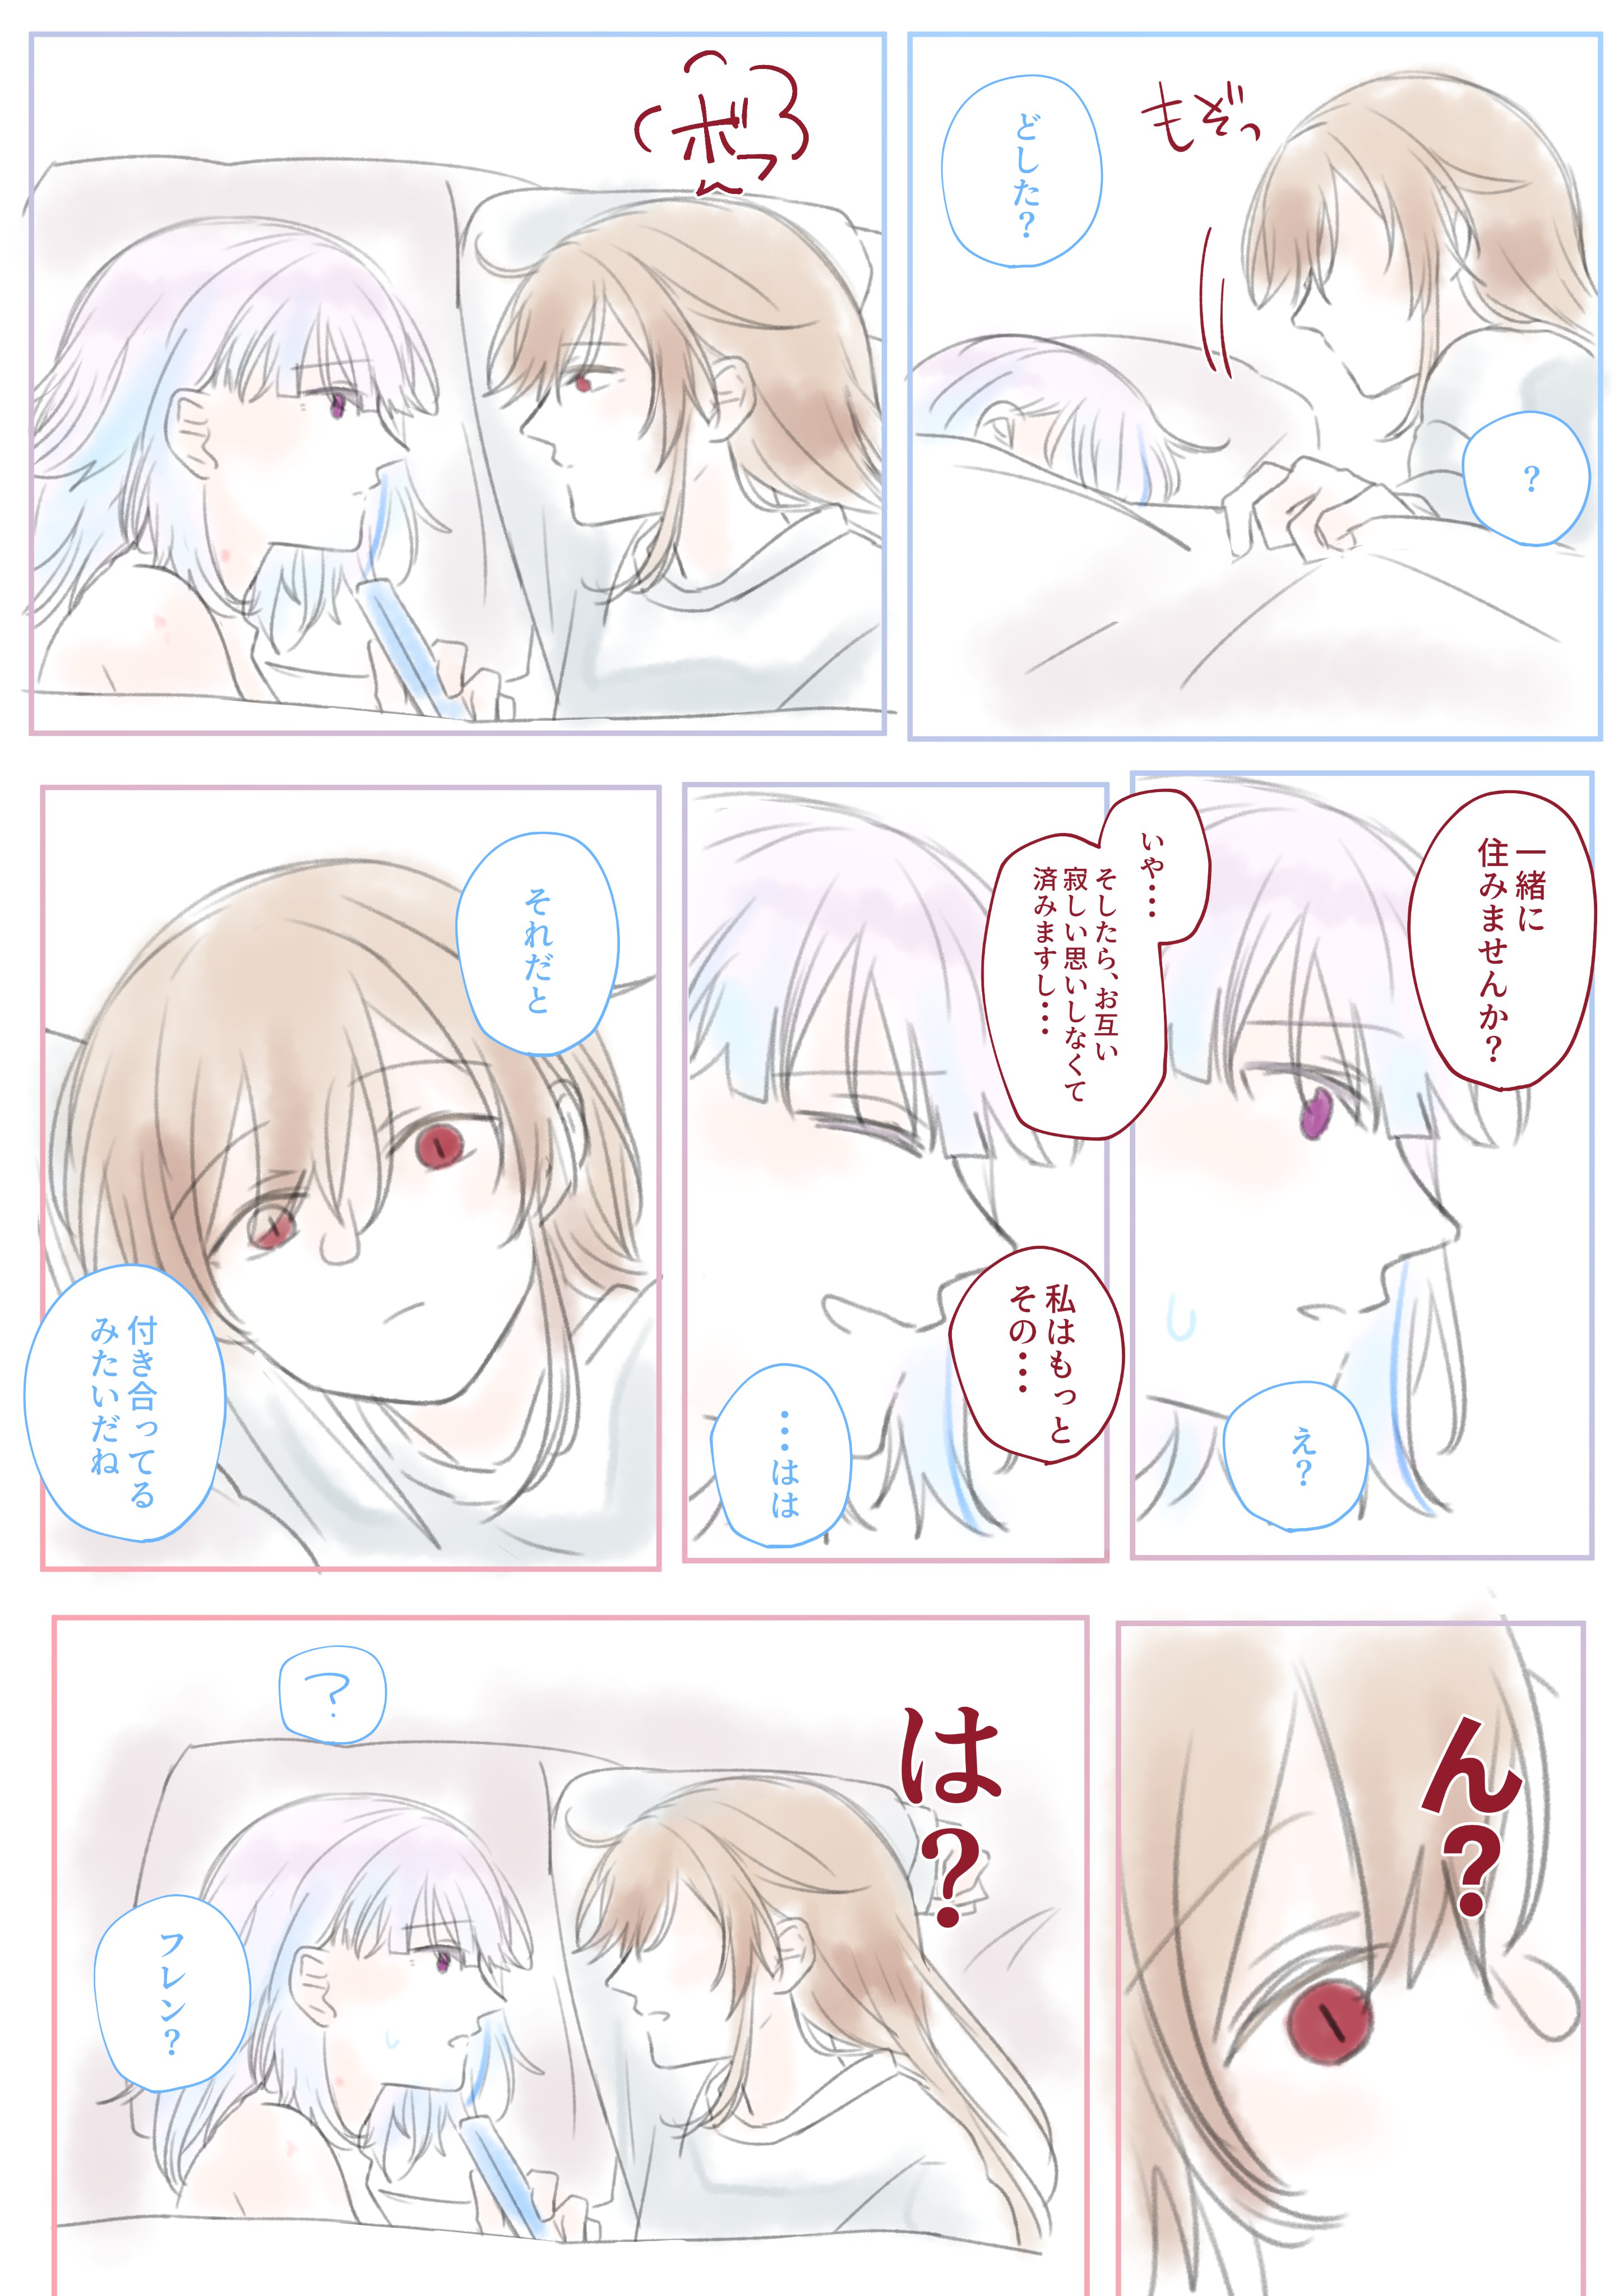 もぞっ
どした？
？
ボフ
一緒に
住みませんか？
え？
いや・・・
そしたら、お互い
寂しい思いしなくて
済みますし・・・
私はもっと
その・・・
・・・はは
それだと
付き合ってる
みたいだね
ん？
は？
？
フレン？